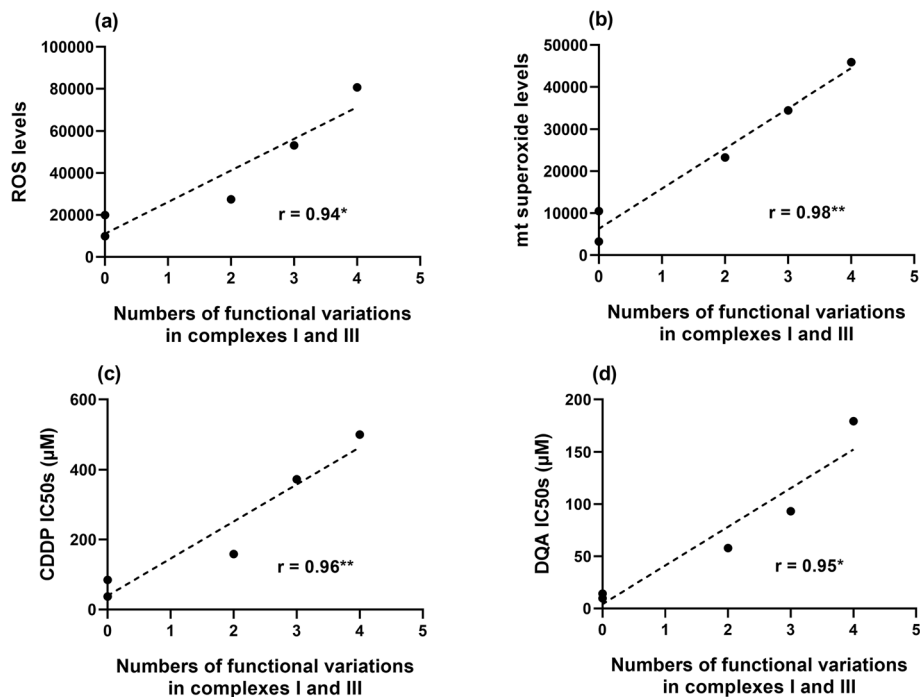 (a)
100000
80000
60000
40000
20000
0
ROS levels
r = 0.94*
0 1 2 3 4 5
Numbers of functional variations
in complexes I and III
(b)
50000
40000
30000
20000
10000
0
mt superoxide levels
r = 0.98**
0 1 2 3 4 5
Numbers of functional variations
in complexes I and III
(c)
600
400
200
0
CDDP IC50s (µM)
r = 0.96**
0 1 2 3 4 5
Numbers of functional variations
in complexes I and III
(d)
200
150
100
50
0
DQA IC50s (µM)
r = 0.95*
0 1 2 3 4 5
Numbers of functional variations
in complexes I and III